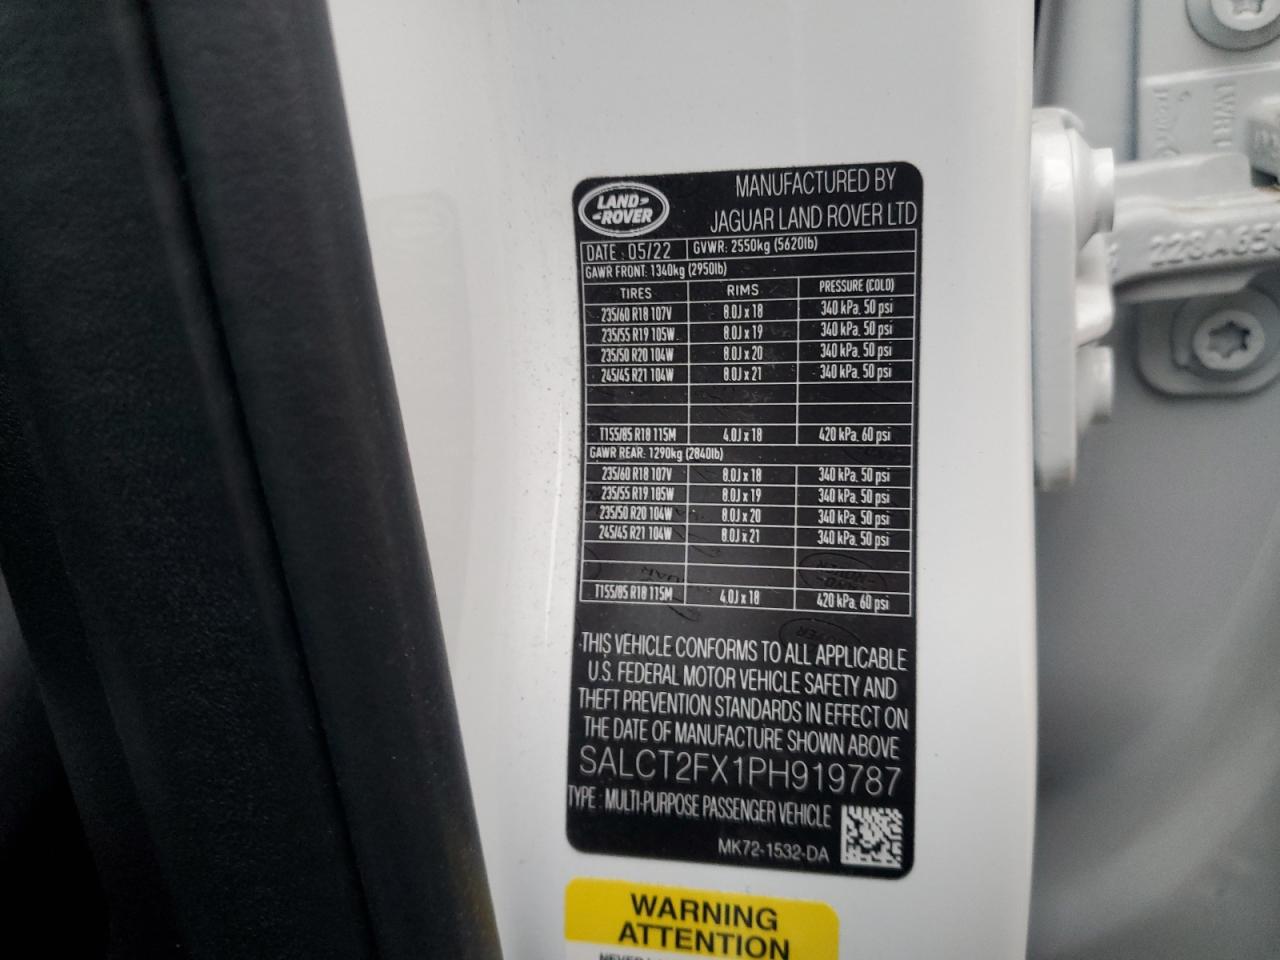 LAND-
-ROVER
MANUFACTURED BY
JAGUAR LAND ROVER LTD
DATE : 05/22 GVWR: 2550kg (5620lb)
GAWR FRONT: 1340kg (2950lb)
TIRES RIMS PRESSURE (COLD)
235/60 R18 107V 8.0J x 18 340 kPa, 50 psi
235/55 R19 105W 8.0J x 19 340 kPa, 50 psi
235/50 R20 104W 8.0J x 20 340 kPa, 50 psi
245/45 R21 104W 8.0J x 21 340 kPa, 50 psi
T155/85 R18 115M 4.0J x 18 420 kPa, 60 psi
GAWR REAR: 1290kg (2840lb)
235/60 R18 107V 8.0J x 18 340 kPa, 50 psi
235/55 R19 105W 8.0J x 19 340 kPa, 50 psi
235/50 R20 104W 8.0J x 20 340 kPa, 50 psi
245/45 R21 104W 8.0J x 21 340 kPa, 50 psi
T155/85 R18 115M 4.0J x 18 420 kPa, 60 psi
THIS VEHICLE CONFORMS TO ALL APPLICABLE
U.S. FEDERAL MOTOR VEHICLE SAFETY AND
THEFT PREVENTION STANDARDS IN EFFECT ON
THE DATE OF MANUFACTURE SHOWN ABOVE
SALCT2FX1PH919787
TYPE : MULTI-PURPOSE PASSENGER VEHICLE
MK72-1532-DA
WARNING
ATTENTION